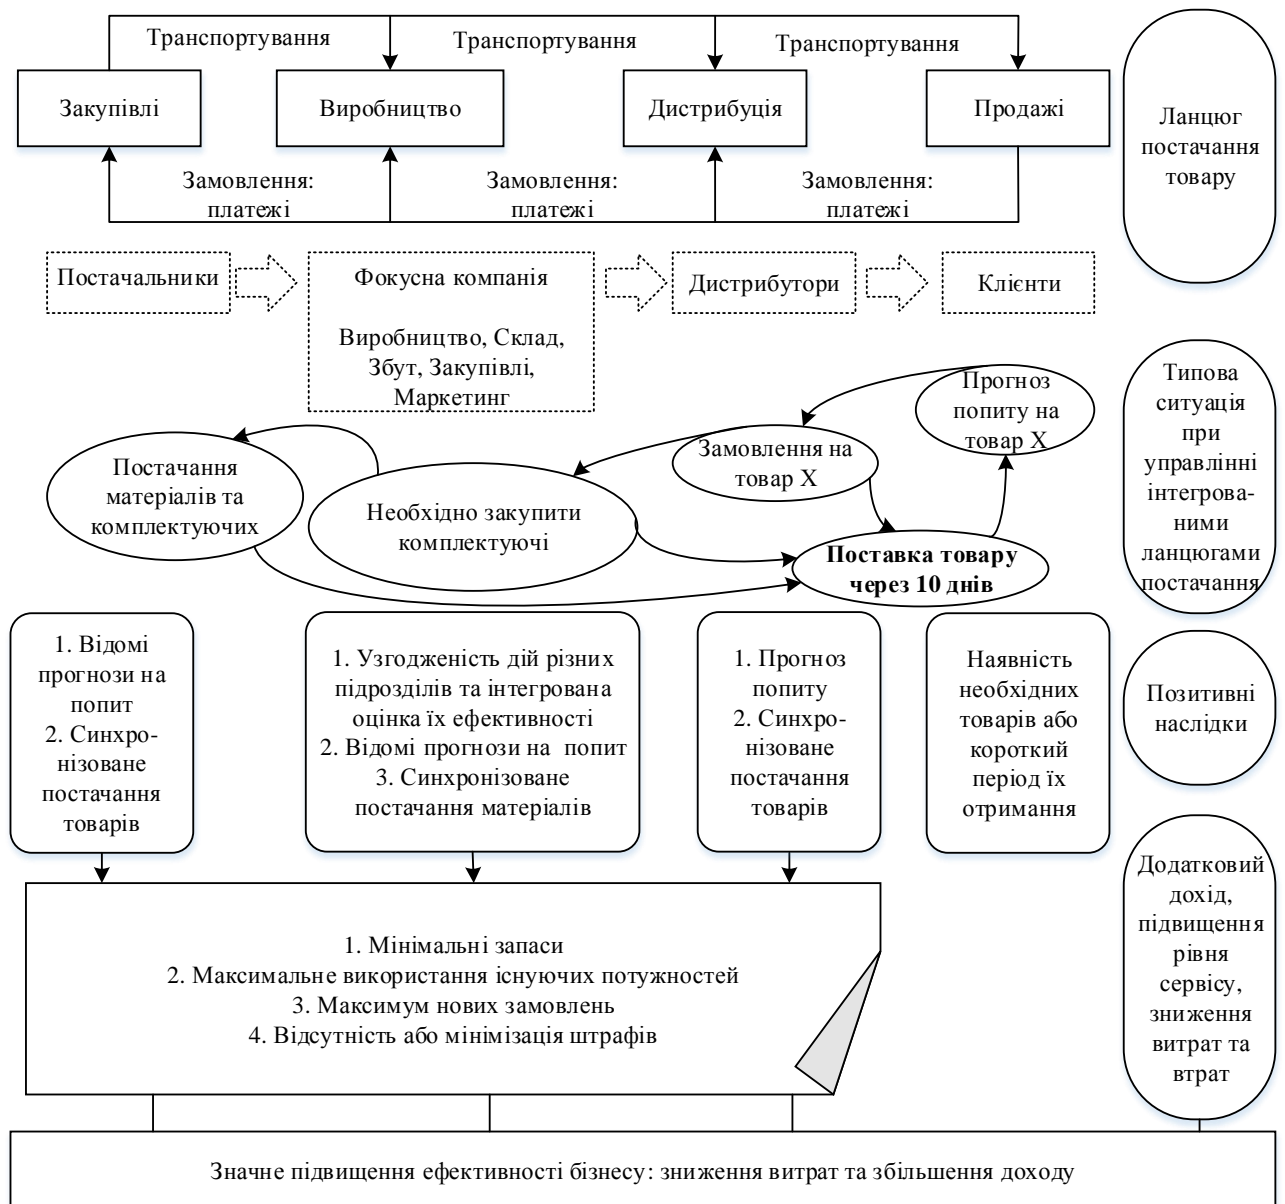 Транспортування
Транспортування
Транспортування
Закупівлі
Виробництво
Дистрибуція
Продажі
Замовлення:
платежі
Замовлення:
платежі
Замовлення:
платежі
Ланцюг
постачання
товару
Постачальники
Фокусна компанія
Виробництво, Склад,
Збут, Закупівлі,
Маркетинг
Дистрибутори
Клієнти
Постачання
матеріалів та
комплектуючих
Необхідно закупити
комплектуючі
Замовлення на
товар Х
Прогноз
попиту на
товар Х
Поставка товару
через 10 днів
Типова
ситуація
при
управлінні
інтегрова-
ними
ланцюгами
постачання
1. Відомі
прогнози на
попит
2. Синхро-
нізоване
постачання
товарів
1. Узгодженість дій різних
підрозділів та інтегрована
оцінка їх ефективності
2. Відомі прогнози на попит
3. Синхронізоване
постачання матеріалів
1. Прогноз
попиту
2. Синхро-
нізоване
постачання
товарів
Наявність
необхідних
товарів або
короткий
період їх
отримання
Позитивні
наслідки
1. Мінімальні запаси
2. Максимальне використання існуючих потужностей
3. Максимум нових замовлень
4. Відсутність або мінімізація штрафів
Додатковий
дохід,
підвищення
рівня
сервісу,
зниження
витрат та
втрат
Значне підвищення ефективності бізнесу: зниження витрат та збільшення доходу